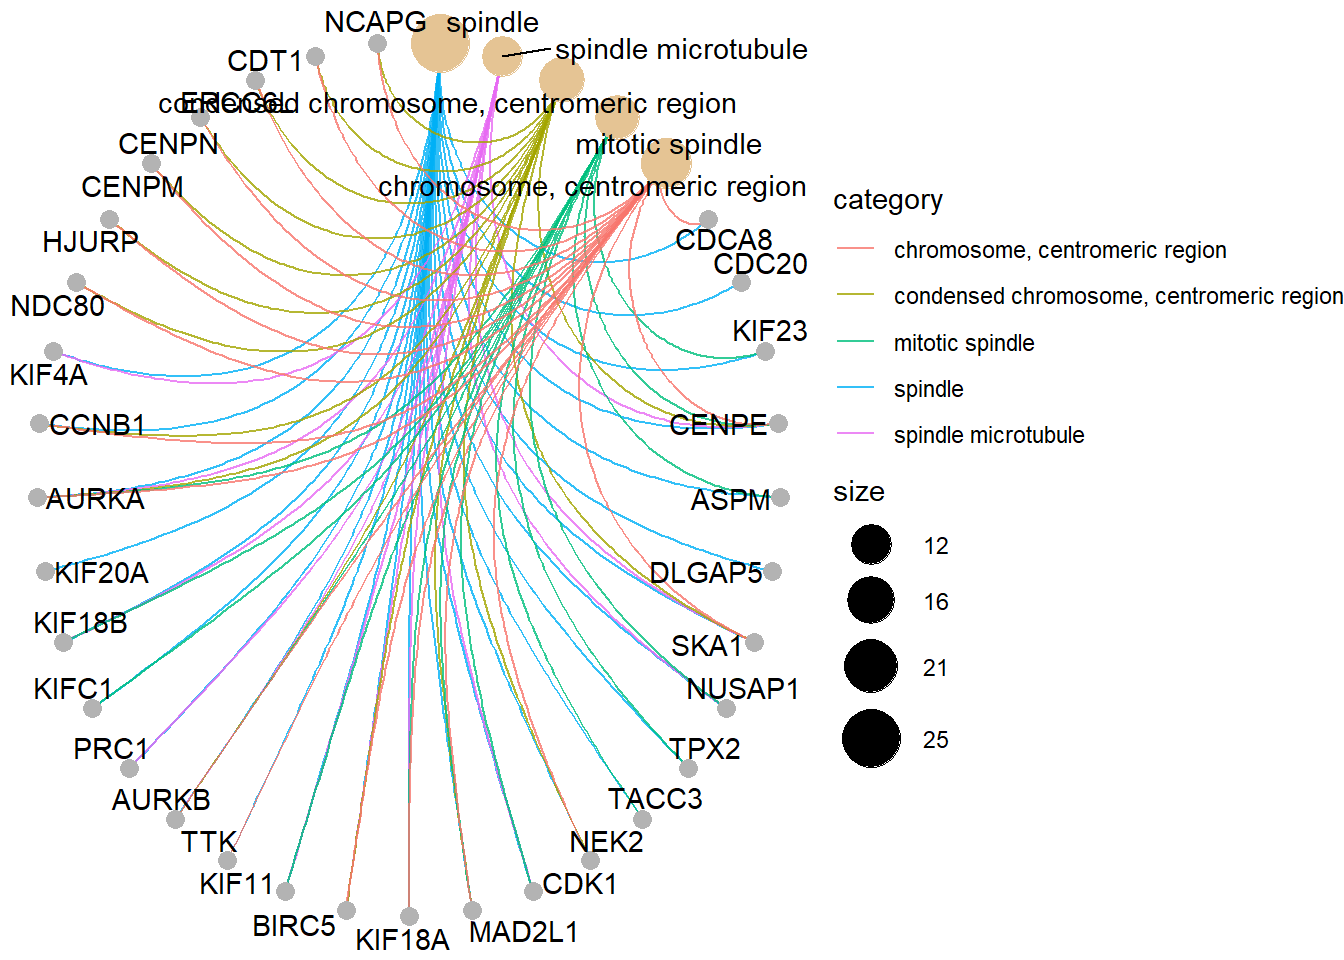 NCAPG
spindle
CDT1
spindle microtubule
ERCC6L
condensed chromosome, centromeric region
CENPN
mitotic spindle
CENPM
chromosome, centromeric region
HJURP
CDCA8
NDC80
CDC20
KIF4A
KIF23
CCNB1
CENPE
AURKA
ASPM
KIF20A
DLGAP5
KIF18B
SKA1
KIFC1
NUSAP1
PRC1
TPX2
AURKB
TACC3
TTK
NEK2
KIF11
CDK1
BIRC5
KIF18A
MAD2L1
category
chromosome, centromeric region
condensed chromosome, centromeric region
mitotic spindle
spindle
spindle microtubule
size
12
16
21
25